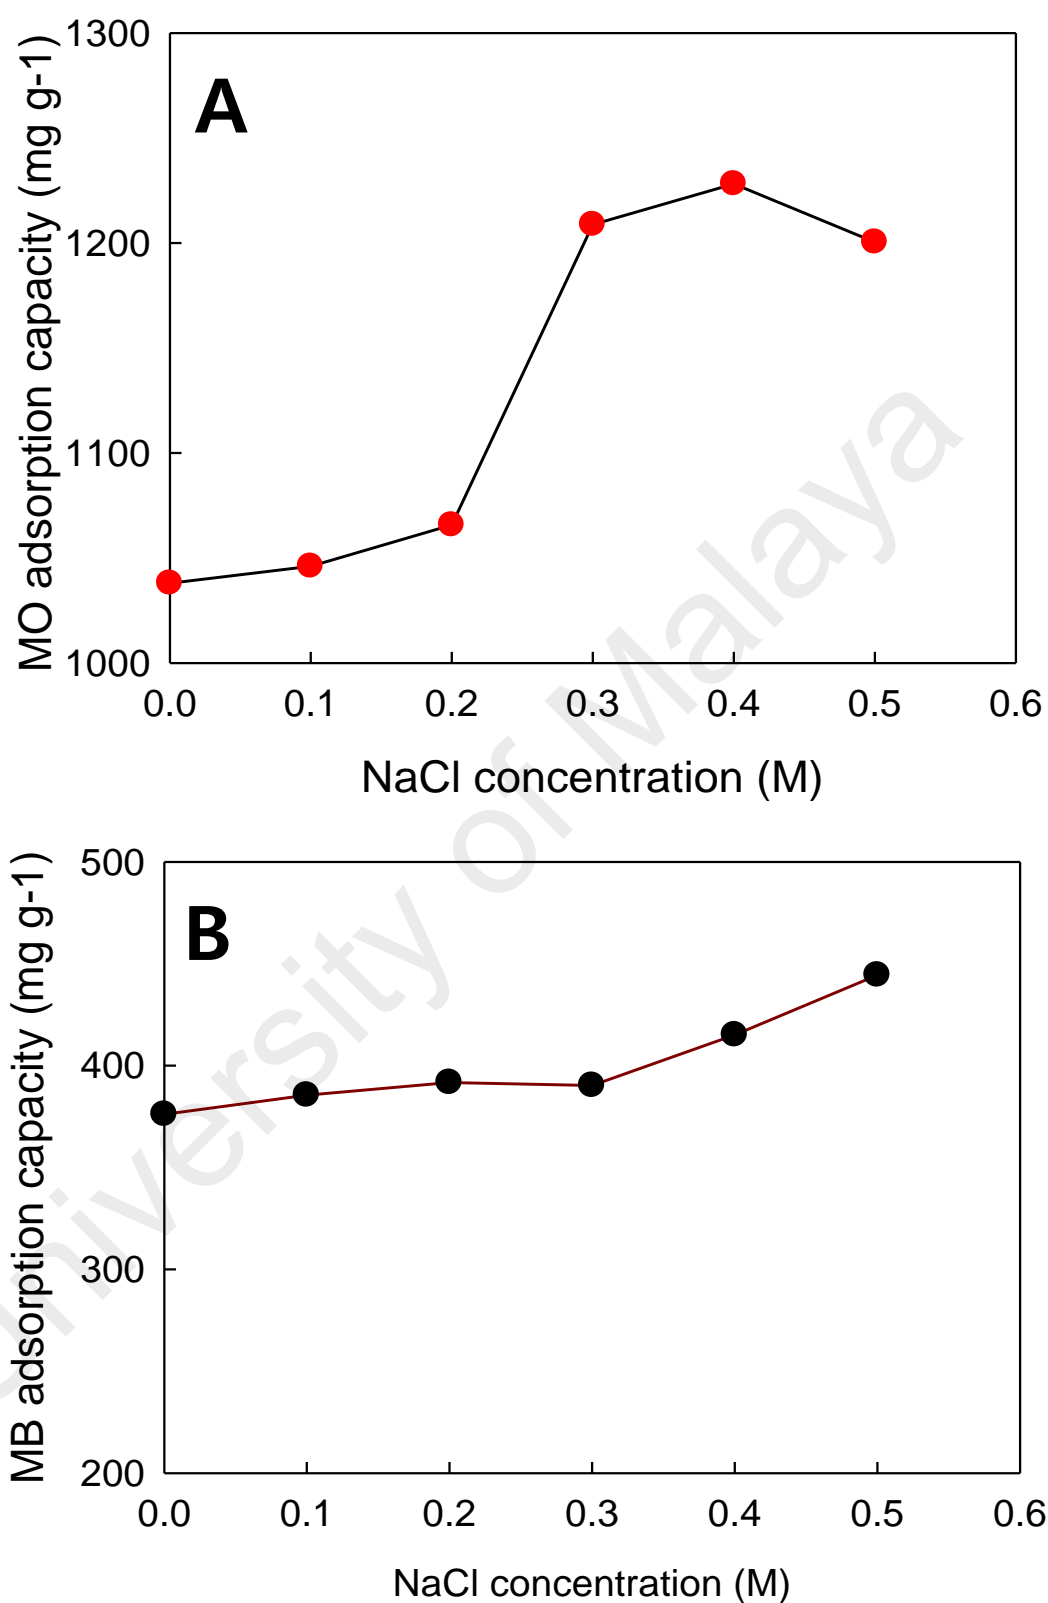 A
MO adsorption capacity (mg g-1)
1300
1200
1100
1000
0.0 0.1 0.2 0.3 0.4 0.5 0.6
NaCl concentration (M)
B
MB adsorption capacity (mg g-1)
500
400
300
200
0.0 0.1 0.2 0.3 0.4 0.5 0.6
NaCl concentration (M)
University of Malaya